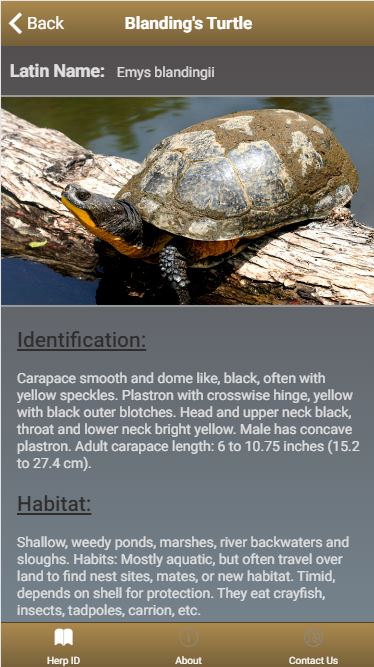 Back
Blanding's Turtle
Latin Name: Emys blandingii
Identification:
Carapace smooth and dome like, black, often with
yellow speckles. Plastron with crosswise hinge, yellow
with black outer blotches. Head and upper neck black,
throat and lower neck bright yellow. Male has concave
plastron. Adult carapace length: 6 to 10.75 inches (15.2
to 27.4 cm).
Habitat:
Shallow, weedy ponds, marshes, river backwaters and
sloughs. Habits: Mostly aquatic, but often travel over
land to find nest sites, mates, or new habitat. Timid,
depends on shell for protection. They eat crayfish,
insects, tadpoles, carrion, etc.
Herp ID
About
Contact Us